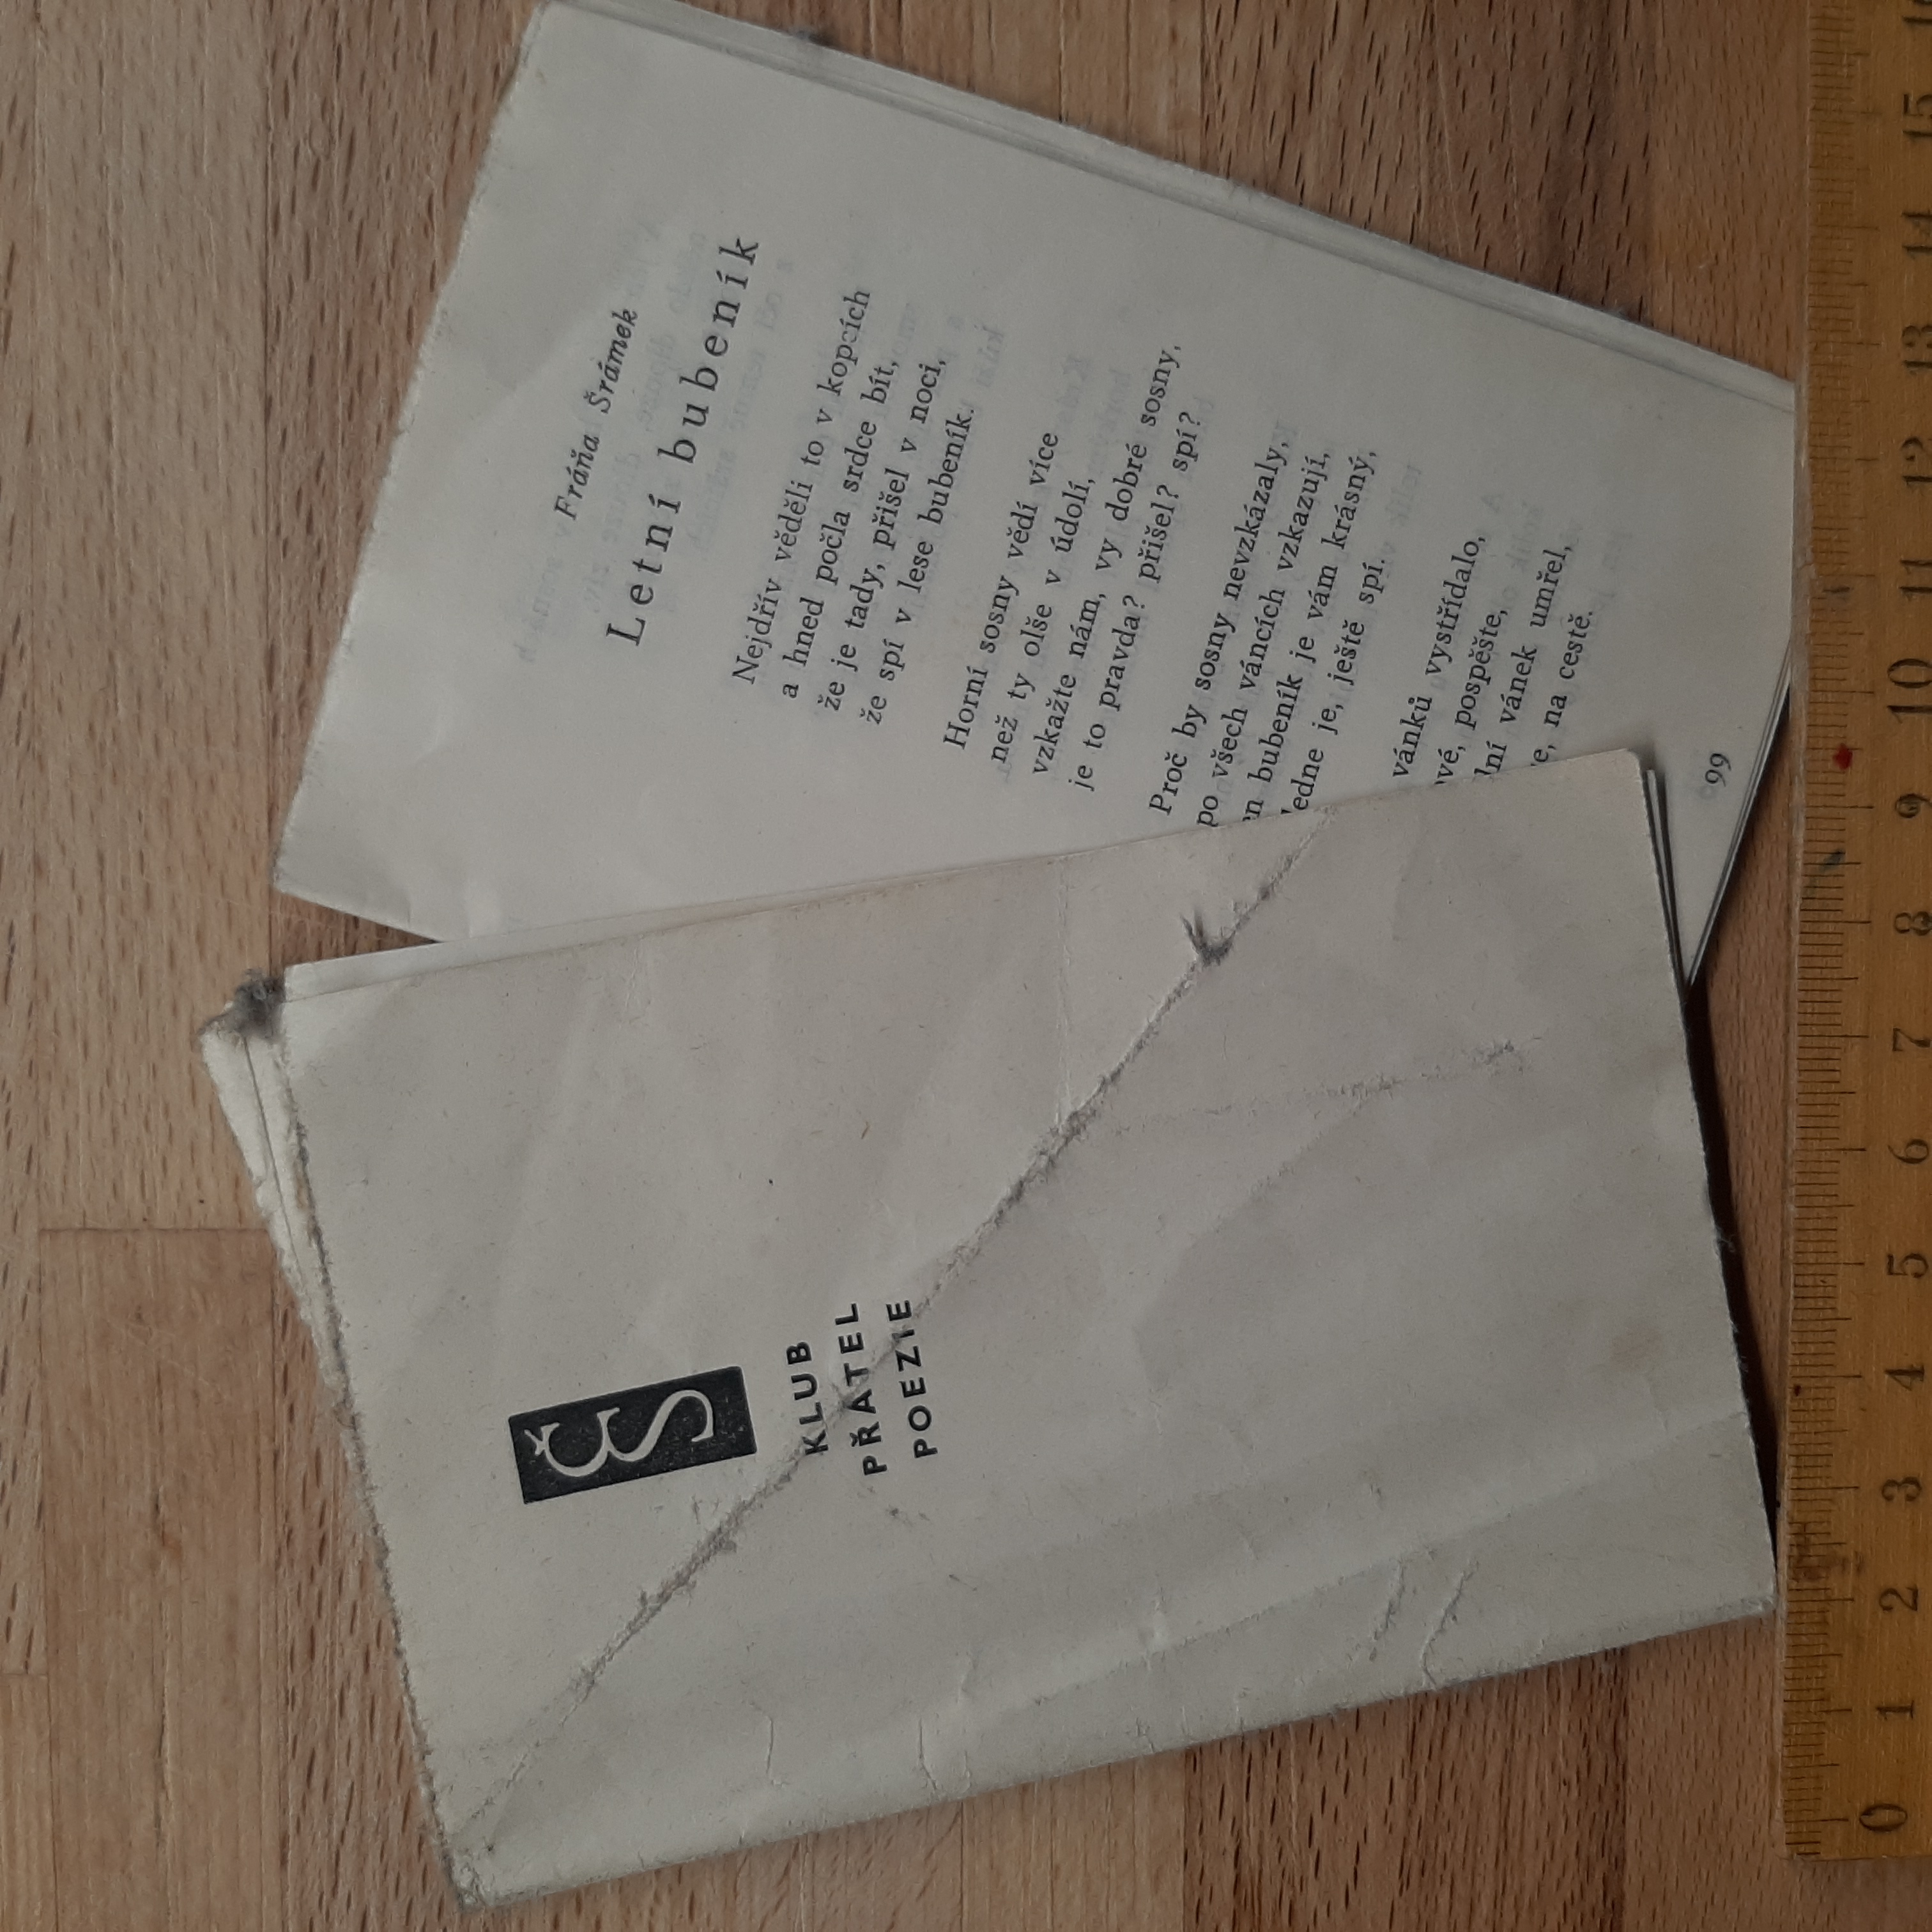 Fráňa Šrámek
Letní bubeník
Nejdřív věděli to v kopcích
a hned počla srdce bít,
že je tady, přišel v noci,
že spí v lese bubeník.
Horní sosny vědí více
než ty olše v údolí,
vzkažte nám, vy dobré sosny,
je to pravda? přišel? spí?
Proč by sosny nevzkázaly,
po všech váncích vzkazují,
bubeník je vám krásný,
je, ještě spí.
vánků vystřídalo,
pospěšte,
vánek umřel,
na cestě.
99
ČS
KLUB
PŘATEL
POEZIE
0 1 2 3 4 5 6 7 8 9 10 11 12 13 14 15